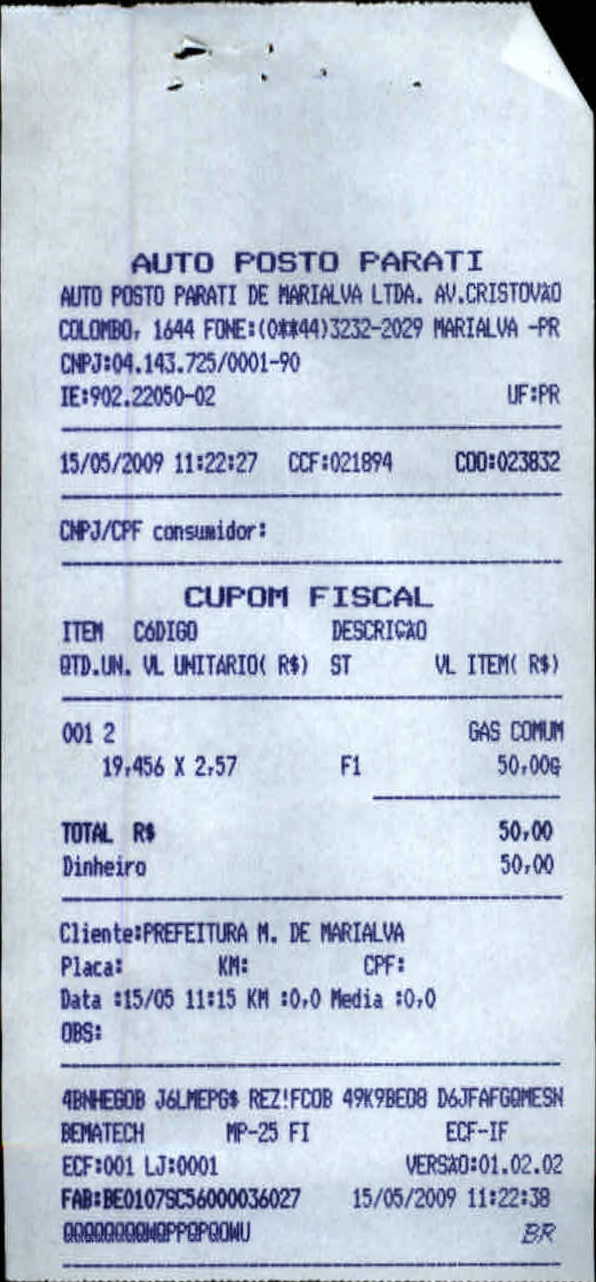 AUTO POSTO PARATI
AUTO POSTO PARATI DE MARIALVA LTDA. AV.CRISTOVÃO
COLOMBO, 1644 FONE:(0**44)3232-2029 MARIALVA -PR
CNPJ:04.143.725/0001-90
IE:902.22050-02 UF:PR
15/05/2009 11:22:27 CCF:021894 COO:023832
CNPJ/CPF consumidor:
CUPOM FISCAL
ITEM CÓDIGO DESCRIÇÃO
QTD.UN. VL UNITÁRIO( R$) ST VL ITEM( R$)
001 2 GAS COMUM
19,456 X 2,57 F1 50,00G
TOTAL R$ 50,00
Dinheiro 50,00
Cliente:PREFEITURA M. DE MARIALVA
Placa: KM: CPF:
Data :15/05 11:15 KM :0,0 Media :0,0
OBS:
4BNHEGOB J6LMEPG$ REZ!FCOB 49K9BEO8 D6JFAFGQMESN
BEMATECH MP-25 FI ECF-IF
ECF:001 LJ:0001 VERSÃO:01.02.02
FAB:BE0107SC56000036027 15/05/2009 11:22:38
QQQQQQQQWQPPQPQOWU BR